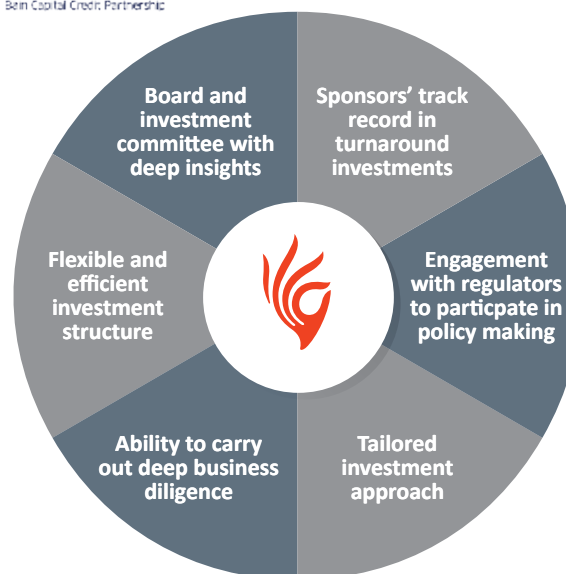 Bain Capital Credit Partnership
Board and
investment
committee with
deep insights
Sponsors’ track
record in
turnaround
investments
Engagement
with regulators
to particpate in
policy making
Tailored
investment
approach
Ability to carry
out deep business
diligence
Flexible and
efficient
investment
structure